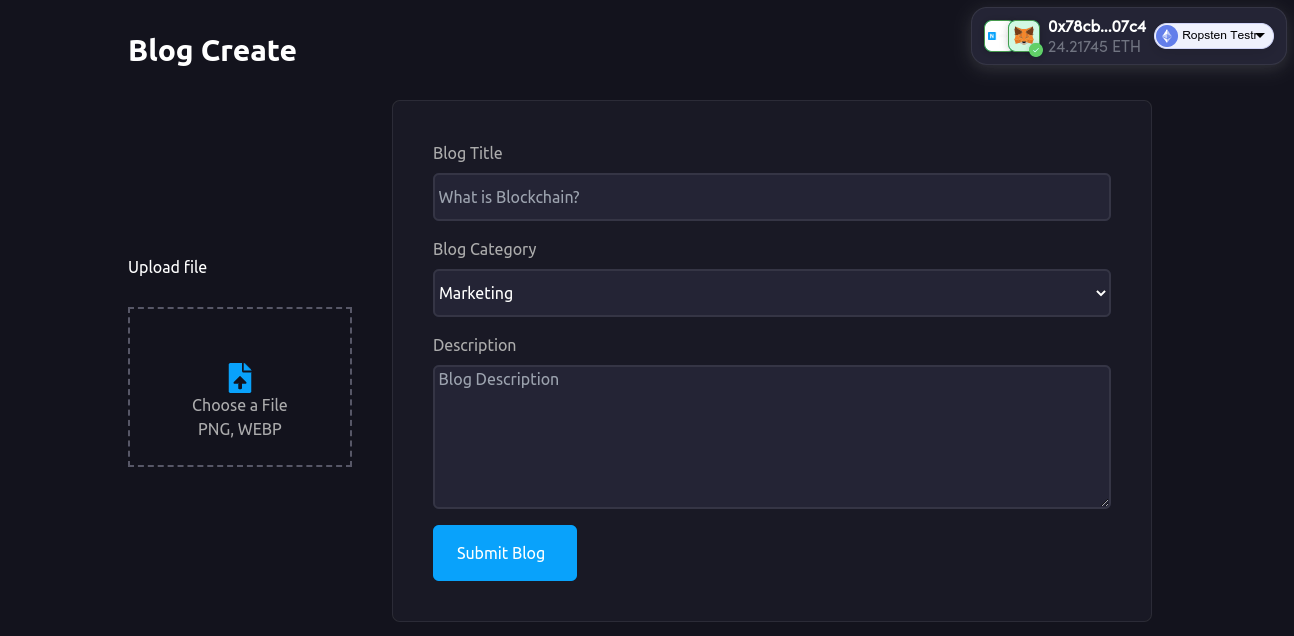 Blog Create
0x78cb...07c4
24.21745 ETH
Ropsten Testr
Blog Title
What is Blockchain?
Blog Category
Marketing
Upload file
Choose a File
PNG, WEBP
Description
Blog Description
Submit Blog